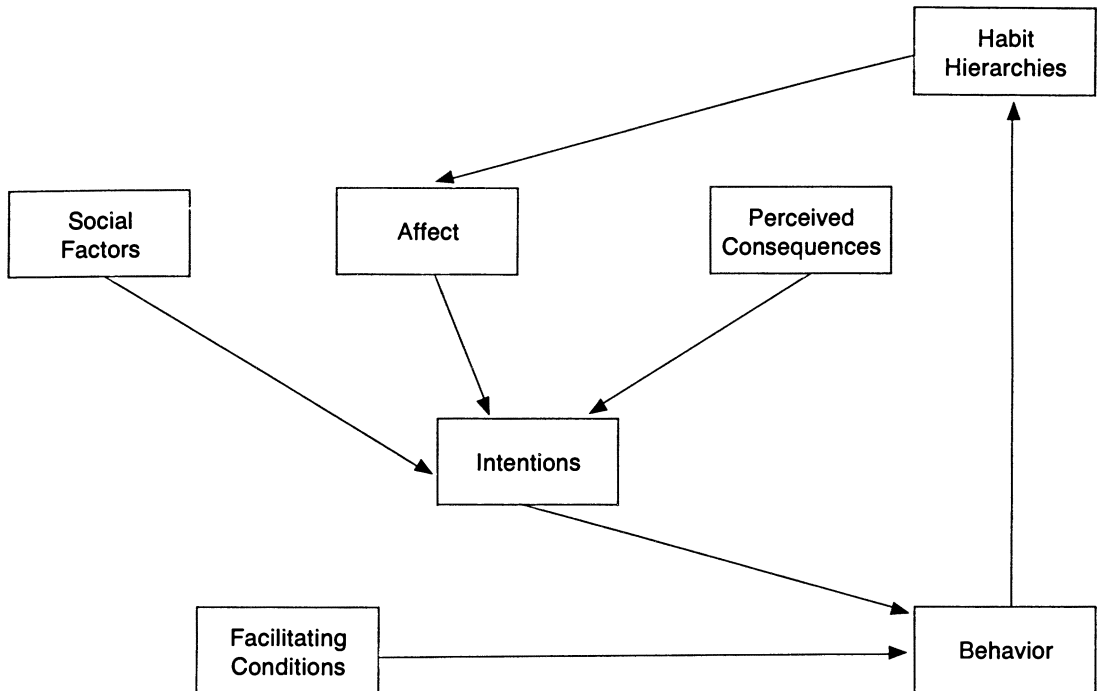 Habit
Hierarchies
Social
Factors
Affect
Perceived
Consequences
Intentions
Facilitating
Conditions
Behavior